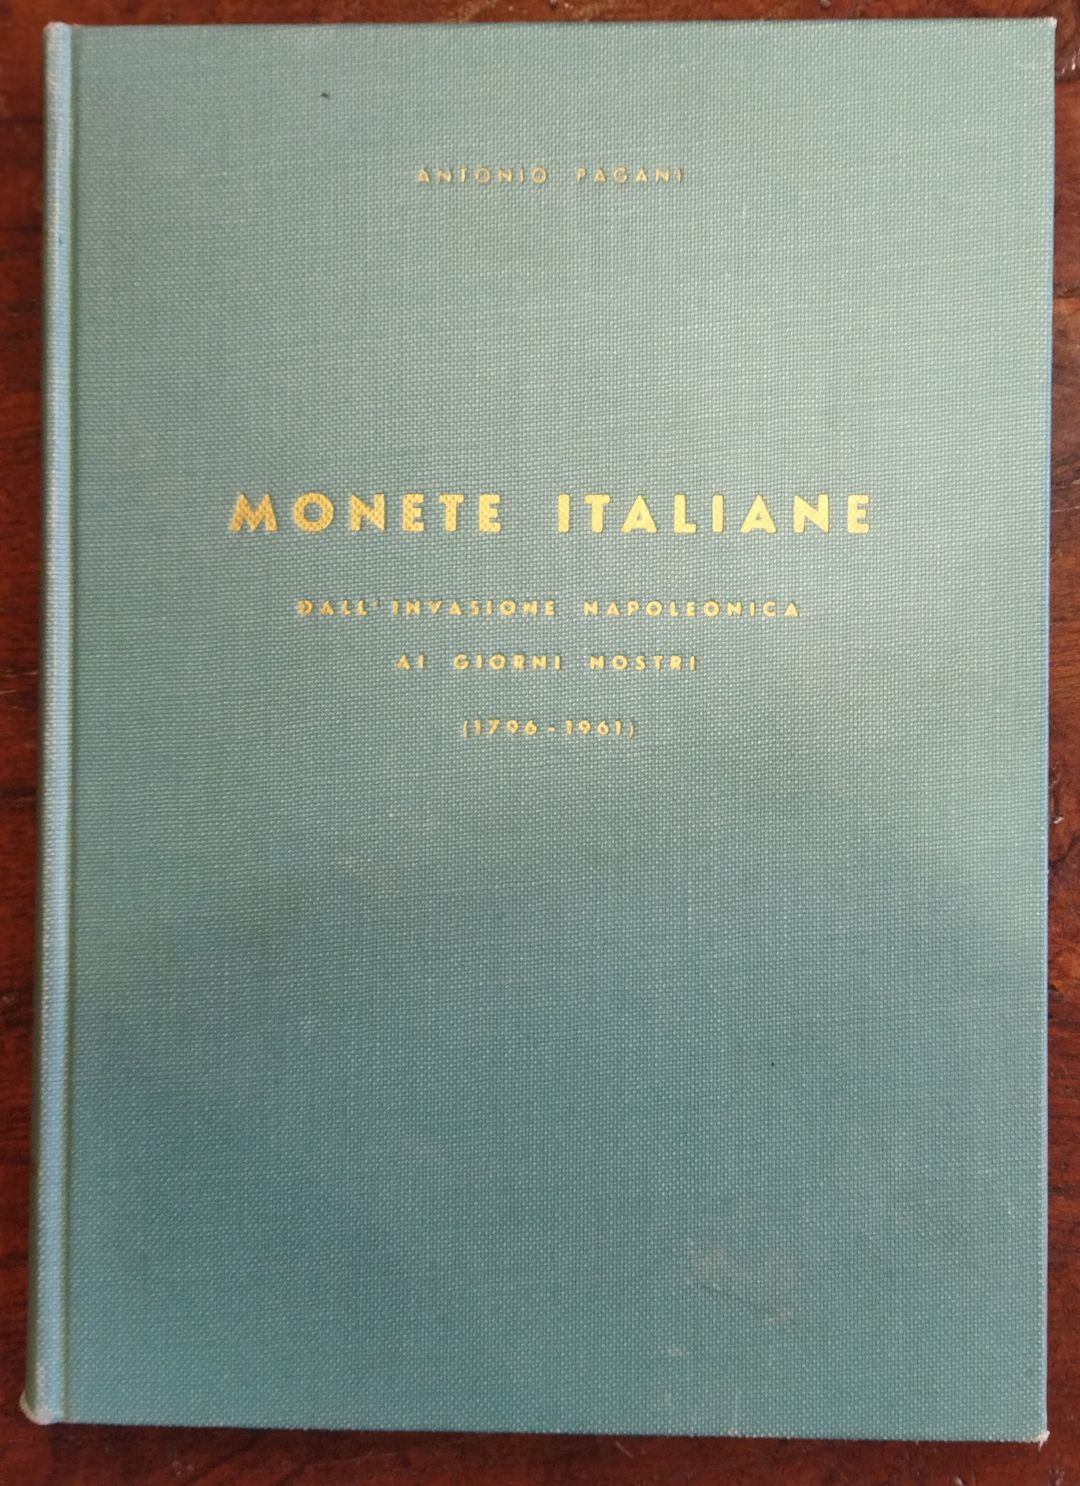 ANTONIO PAGANI
MONETE ITALIANE
DALL'INVASIONE NAPOLEONICA
AI GIORNI NOSTRI
(1796-1961)